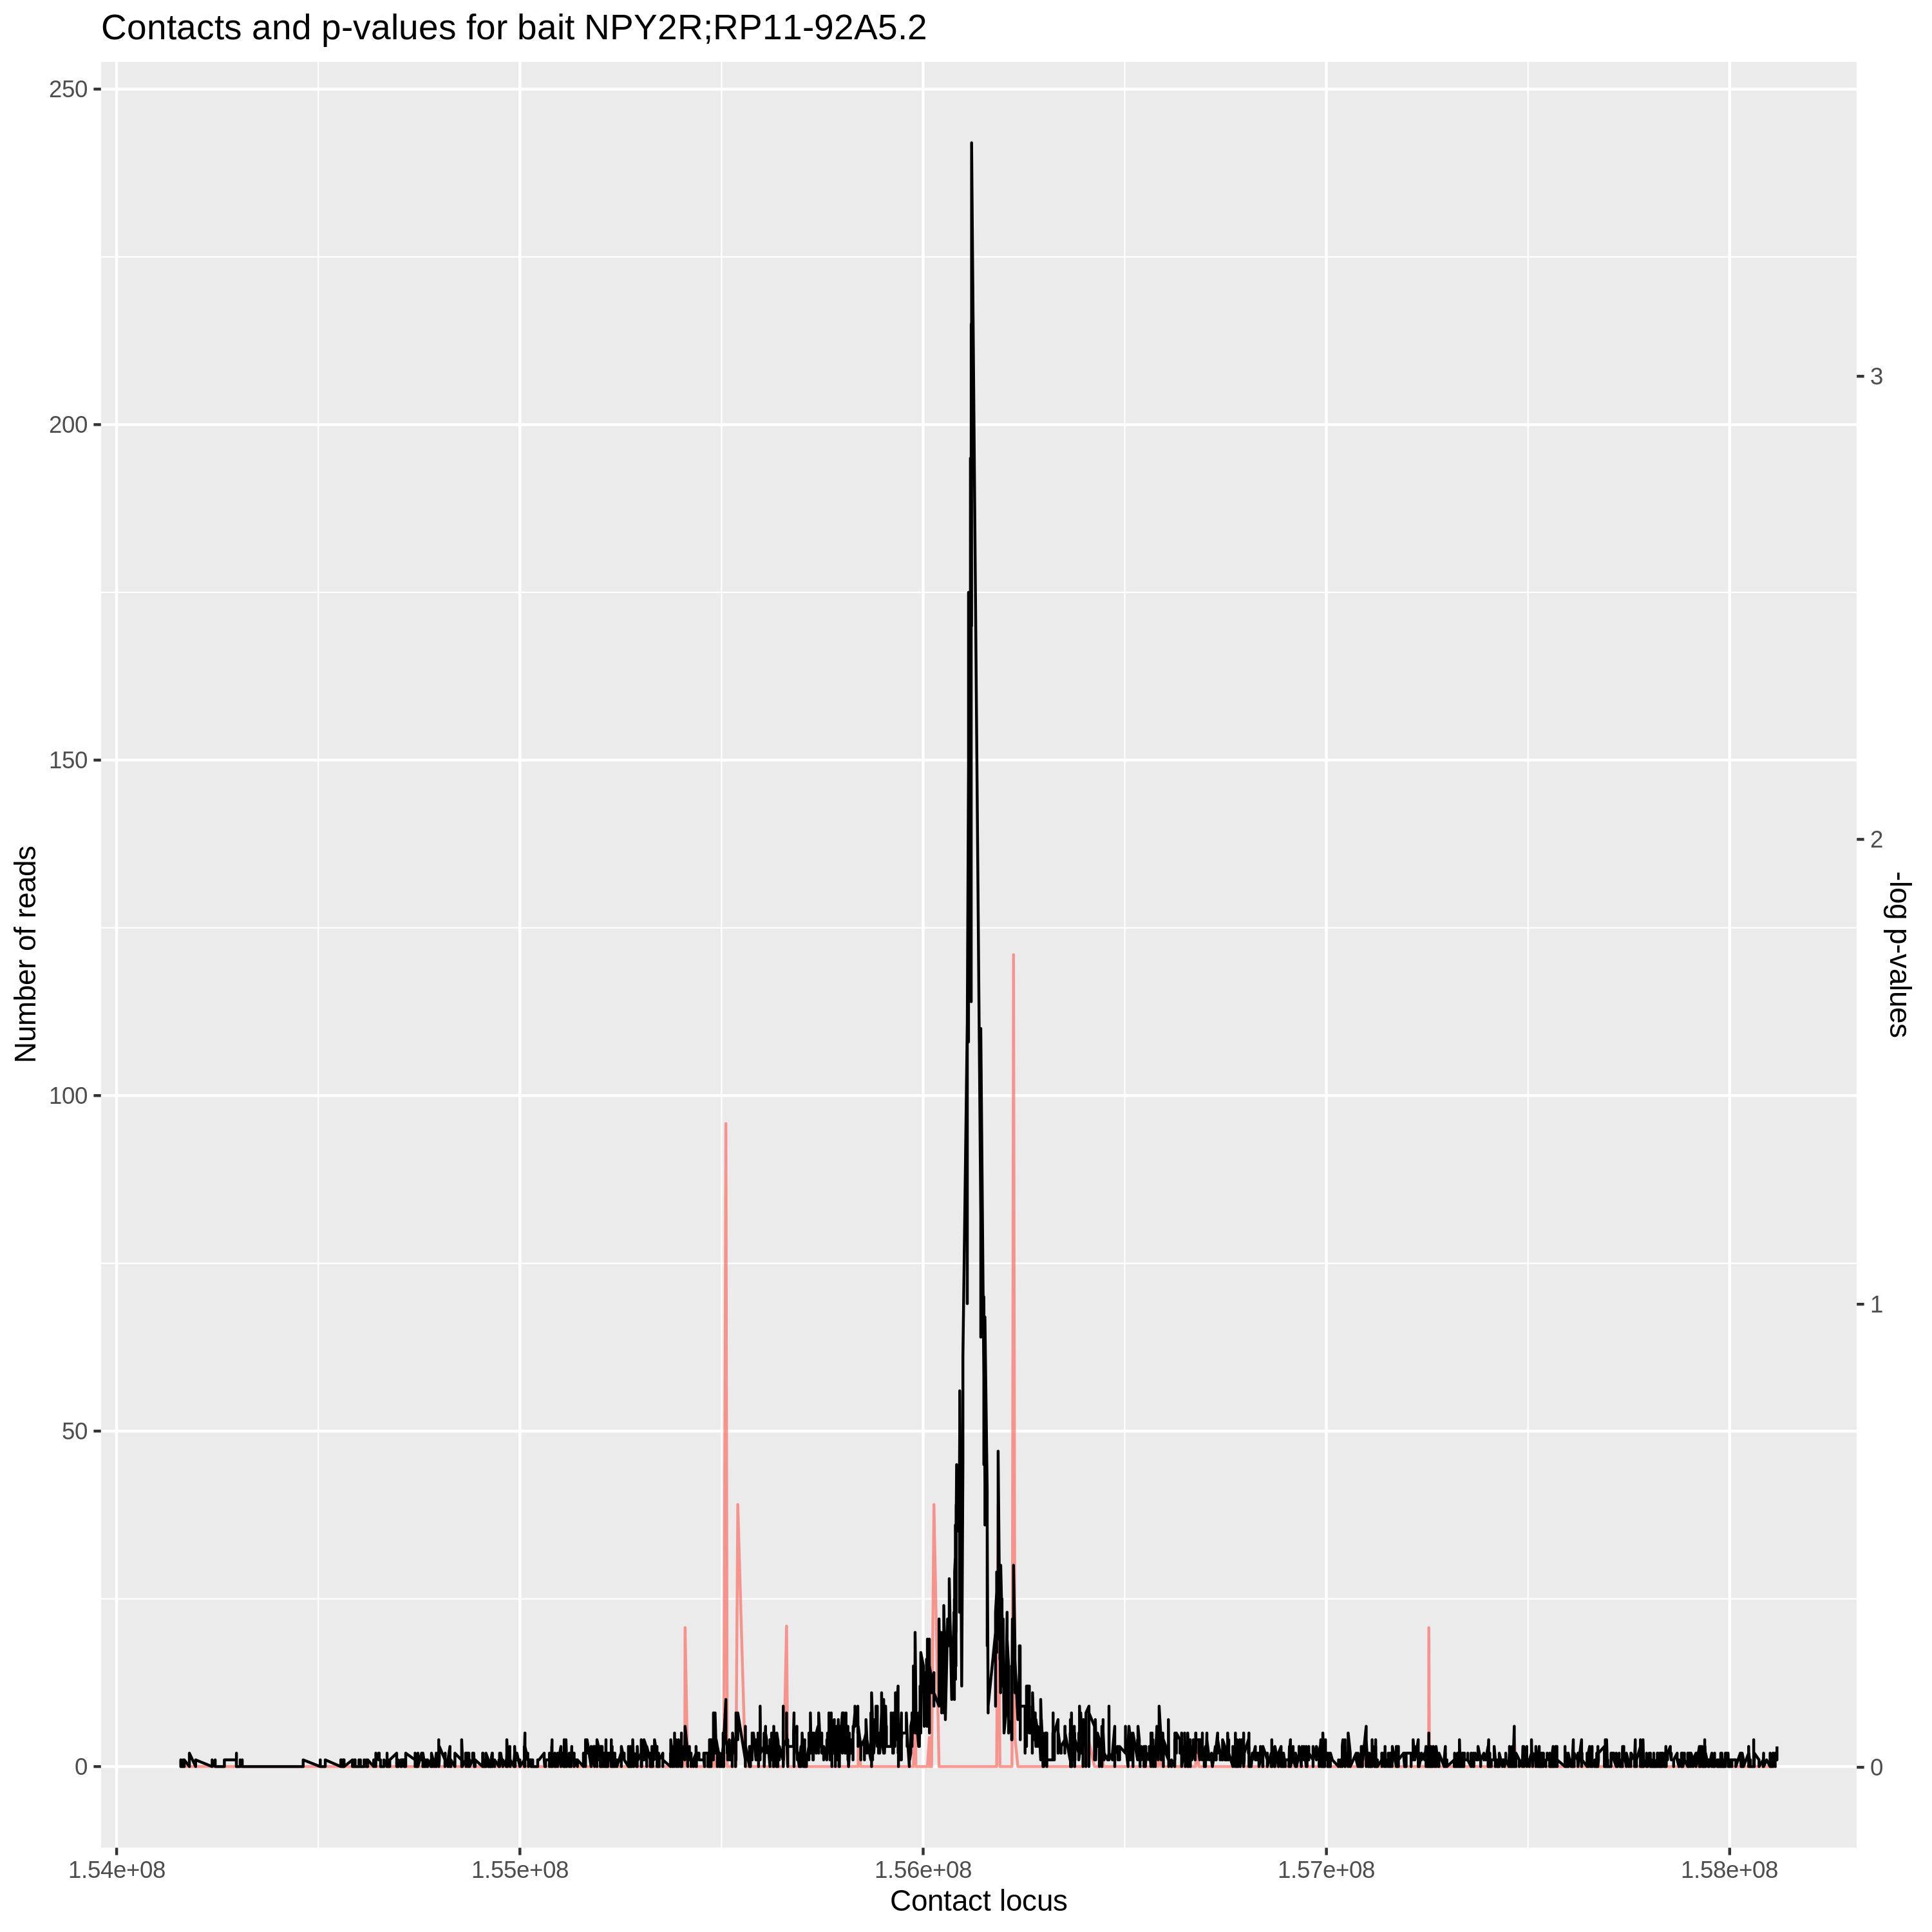 Contacts and p-values for bait NPY2R;RP11-92A5.2
250
200
150
100
50
0
Number of reads
3
2
1
0
-log p-values
1.54e+08
1.55e+08
1.56e+08
1.57e+08
1.58e+08
Contact locus